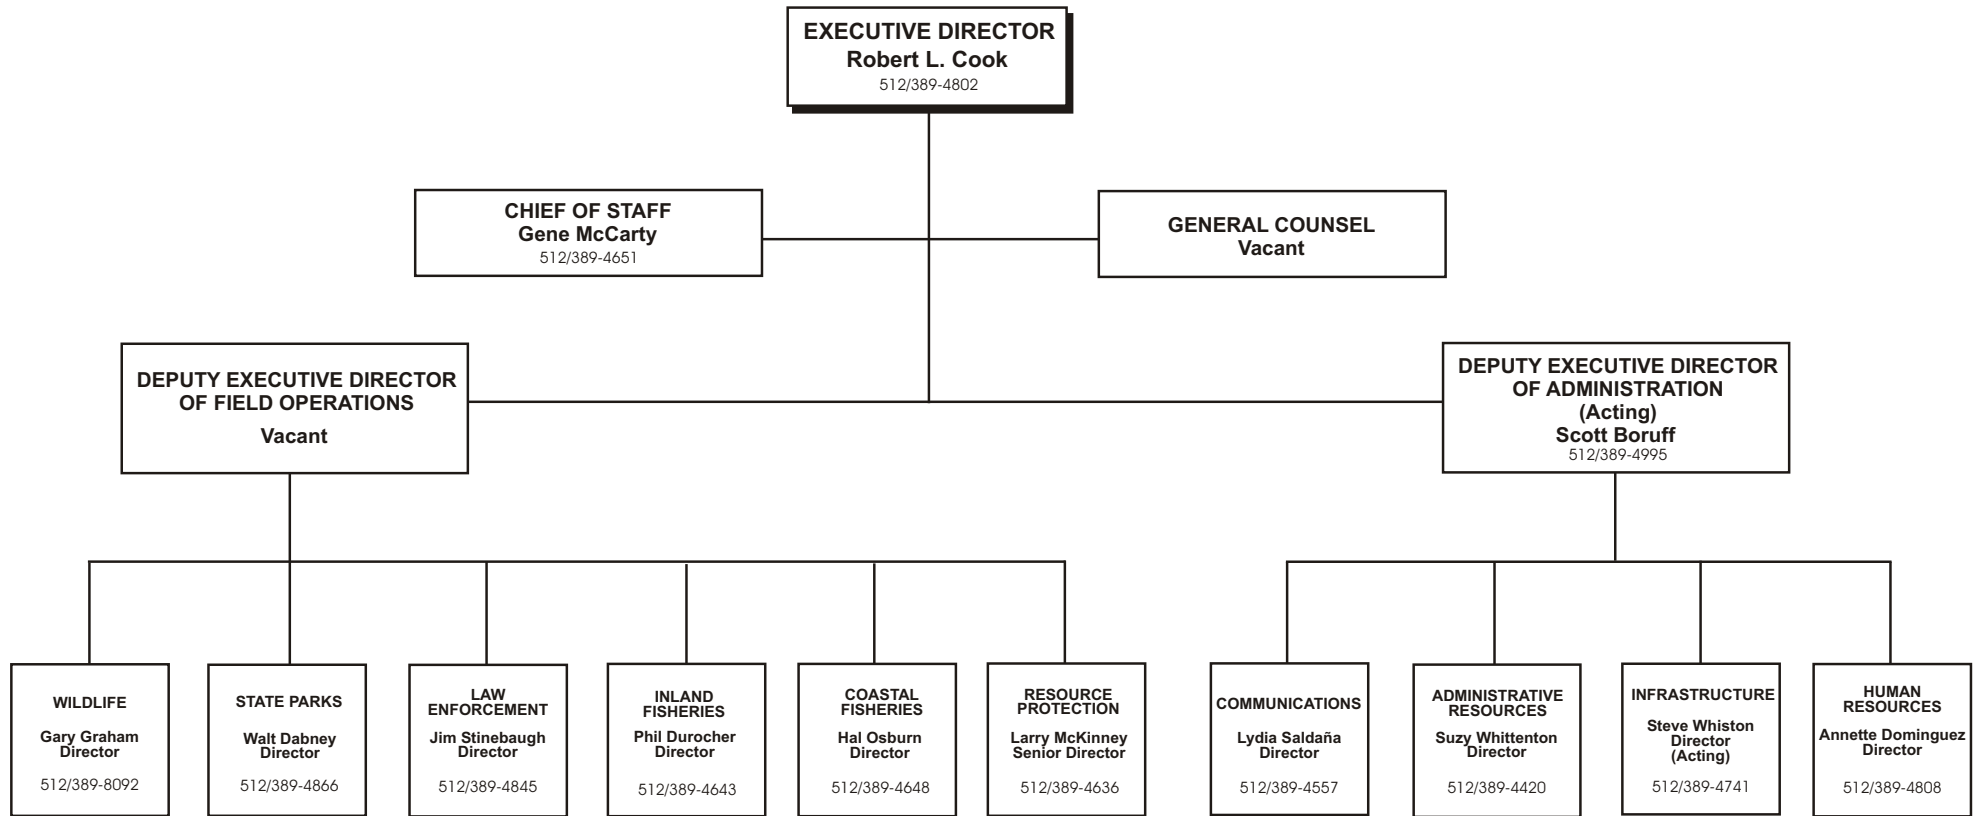 EXECUTIVE DIRECTOR
Robert L. Cook
512/389-4802
CHIEF OF STAFF
Gene McCarty
512/389-4651
GENERAL COUNSEL
Vacant
DEPUTY EXECUTIVE DIRECTOR
OF FIELD OPERATIONS
Vacant
DEPUTY EXECUTIVE DIRECTOR
OF ADMINISTRATION
(Acting)
Scott Boruff
512/389-4995
WILDLIFE
Gary Graham
Director
512/389-8092
STATE PARKS
Walt Dabney
Director
512/389-4866
LAW
ENFORCEMENT
Jim Stinebaugh
Director
512/389-4845
INLAND
FISHERIES
Phil Durocher
Director
512/389-4643
COASTAL
FISHERIES
Hal Osburn
Director
512/389-4648
RESOURCE
PROTECTION
Larry McKinney
Senior Director
512/389-4636
COMMUNICATIONS
Lydia Saldaña
Director
512/389-4557
ADMINISTRATIVE
RESOURCES
Suzy Whittenton
Director
512/389-4420
INFRASTRUCTURE
Steve Whiston
Director
(Acting)
512/389-4741
HUMAN
RESOURCES
Annette Dominguez
Director
512/389-4808